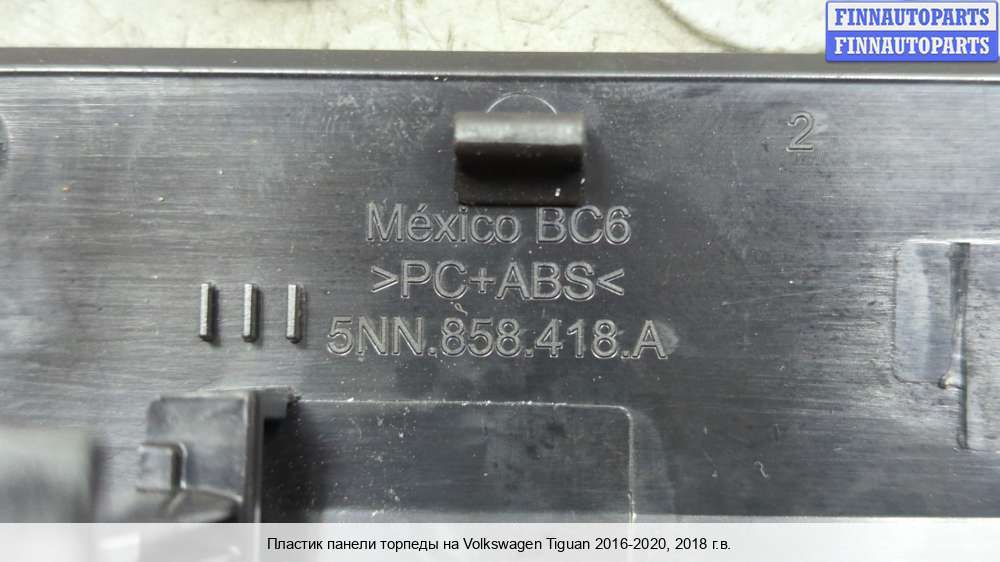 FINNAUTOPARTS
FINNAUTOPARTS
2
México BC6
>PC+ABS<
5NN.858.418.A
Пластик панели торпеды на Volkswagen Tiguan 2016-2020, 2018 г.в.